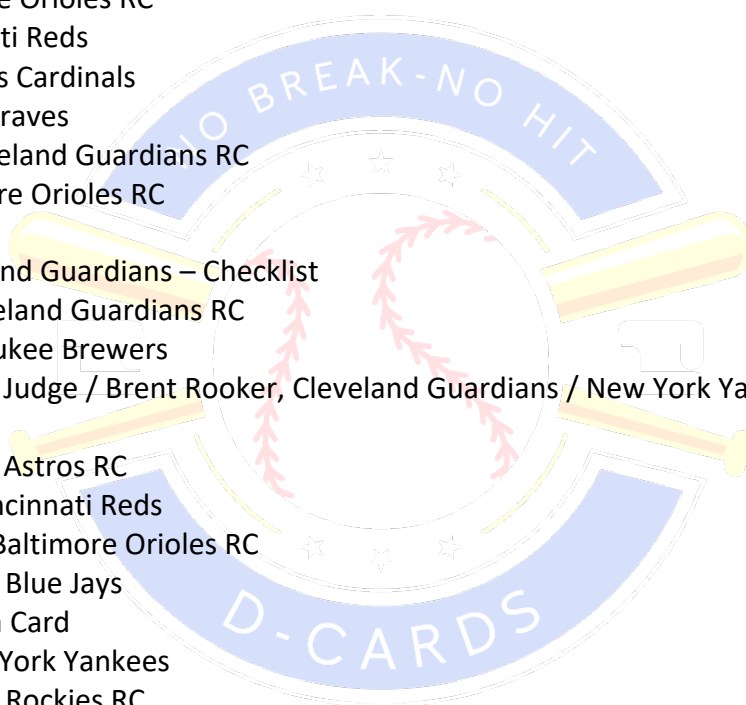 e Orioles RC
ti Reds
s Cardinals
raves
eland Guardians RC
re Orioles RC
nd Guardians – Checklist
eland Guardians RC
ukee Brewers
Judge / Brent Rooker, Cleveland Guardians / New York Ya
Astros RC
cinnati Reds
Baltimore Orioles RC
Blue Jays
Card
York Yankees
Rockies RC
NO BREAK-NO HIT
D-CARDS